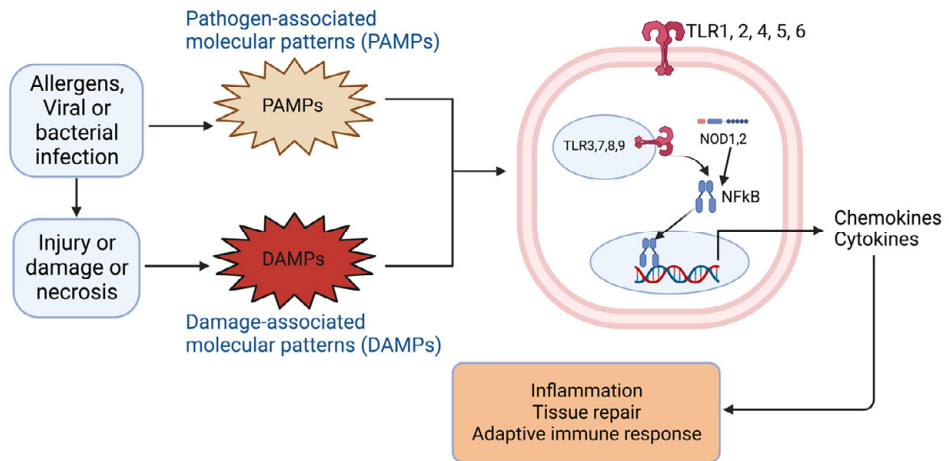 Pathogen-associated
molecular patterns (PAMPs)
Allergens,
Viral or
bacterial
infection
PAMPs
Injury or
damage or
necrosis
DAMPs
Damage-associated
molecular patterns (DAMPs)
TLR1, 2, 4, 5, 6
TLR3,7,8,9
NOD1,2
NFkB
Chemokines
Cytokines
Inflammation
Tissue repair
Adaptive immune response